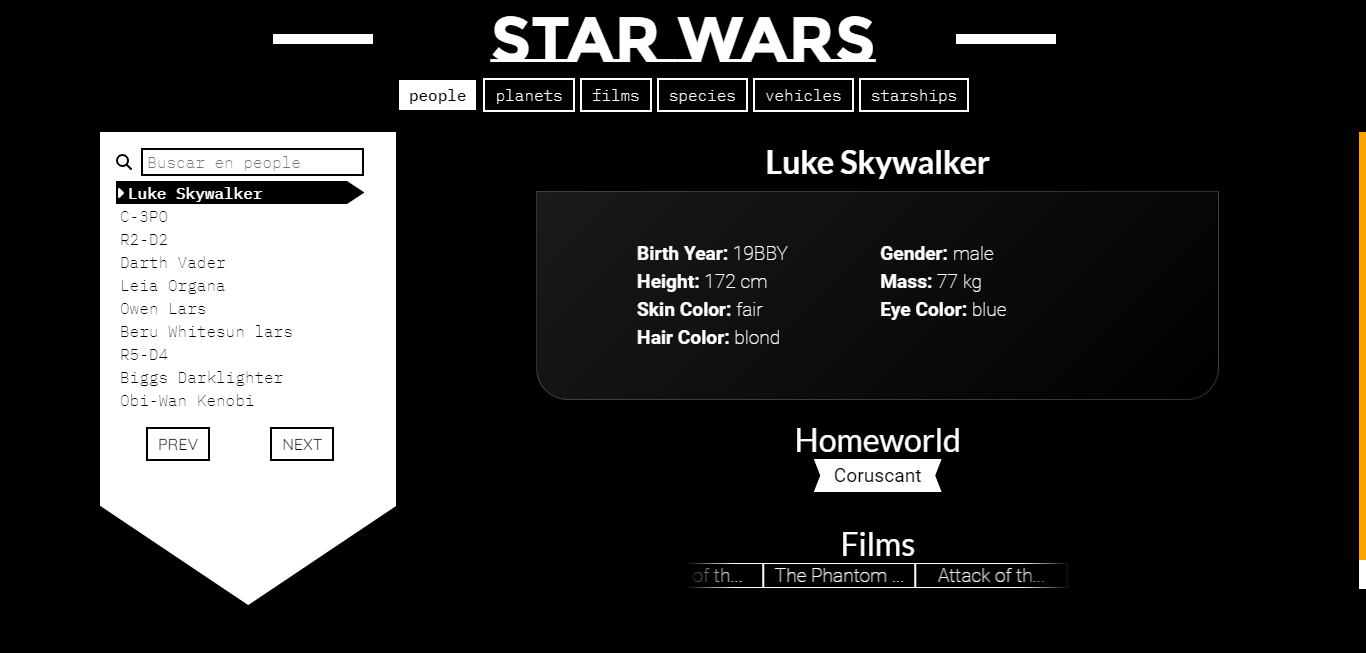 STAR WARS
people planets films species vehicles starships
Buscar en people
Luke Skywalker
C-3PO
R2-D2
Darth Vader
Leia Organa
Owen Lars
Beru Whitesun lars
R5-D4
Biggs Darklighter
Obi-Wan Kenobi
PREV NEXT
Luke Skywalker
Birth Year: 19BBY Gender: male
Height: 172 cm Mass: 77 kg
Skin Color: fair Eye Color: blue
Hair Color: blond
Homeworld
Coruscant
Films
of th... The Phantom ... Attack of th...